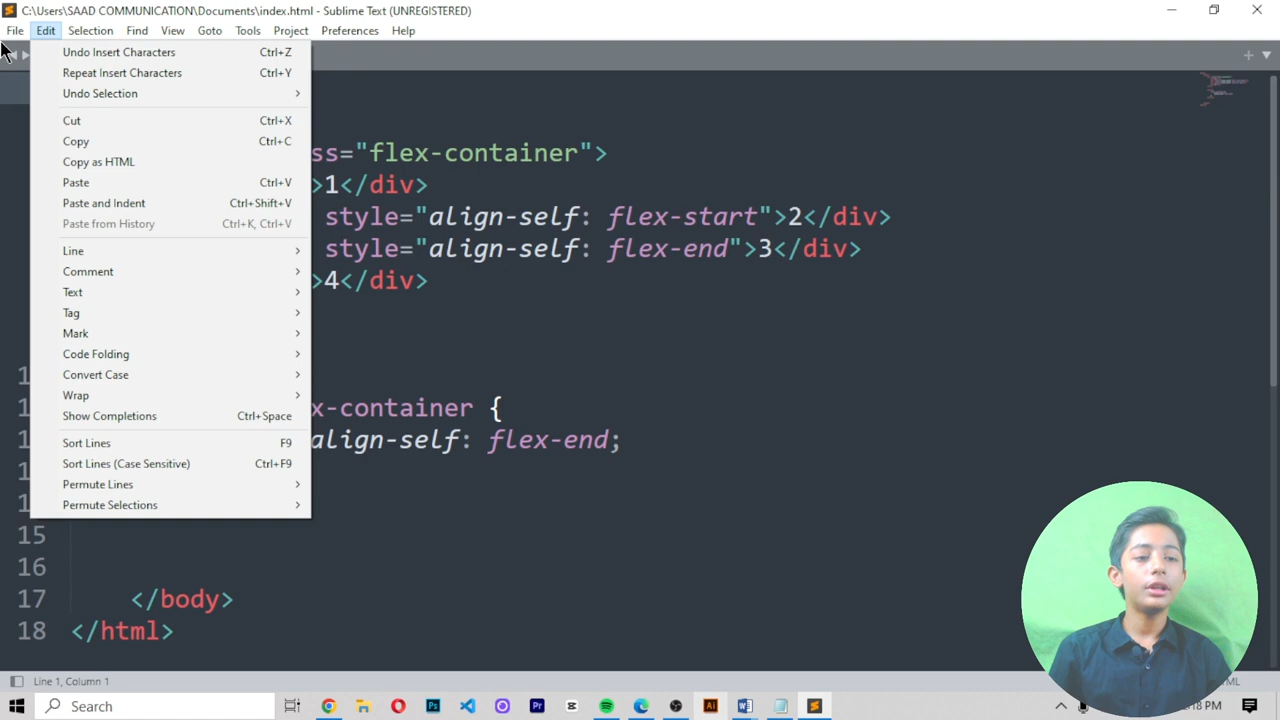 C:\Users\SAAD COMMUNICATION\Documents\index.html - Sublime Text (UNREGISTERED)
File Edit Selection Find View Goto Tools Project Preferences Help
Undo Insert Characters Ctrl+Z
Repeat Insert Characters Ctrl+Y
Undo Selection
Cut Ctrl+X
Copy Ctrl+C
Copy as HTML
Paste Ctrl+V
Paste and Indent Ctrl+Shift+V
Paste from History Ctrl+K, Ctrl+V
Line
Comment
Text
Tag
Mark
Code Folding
Convert Case
Wrap
Show Completions Ctrl+Space
Sort Lines F9
Sort Lines (Case Sensitive) Ctrl+F9
Permute Lines
Permute Selections
ss="flex-container">
>1</div>
style="align-self: flex-start">2</div>
style="align-self: flex-end">3</div>
>4</div>
x-container {
align-self: flex-end;
15
16
17 </body>
18 </html>
Line 1, Column 1
Search
:18 PM